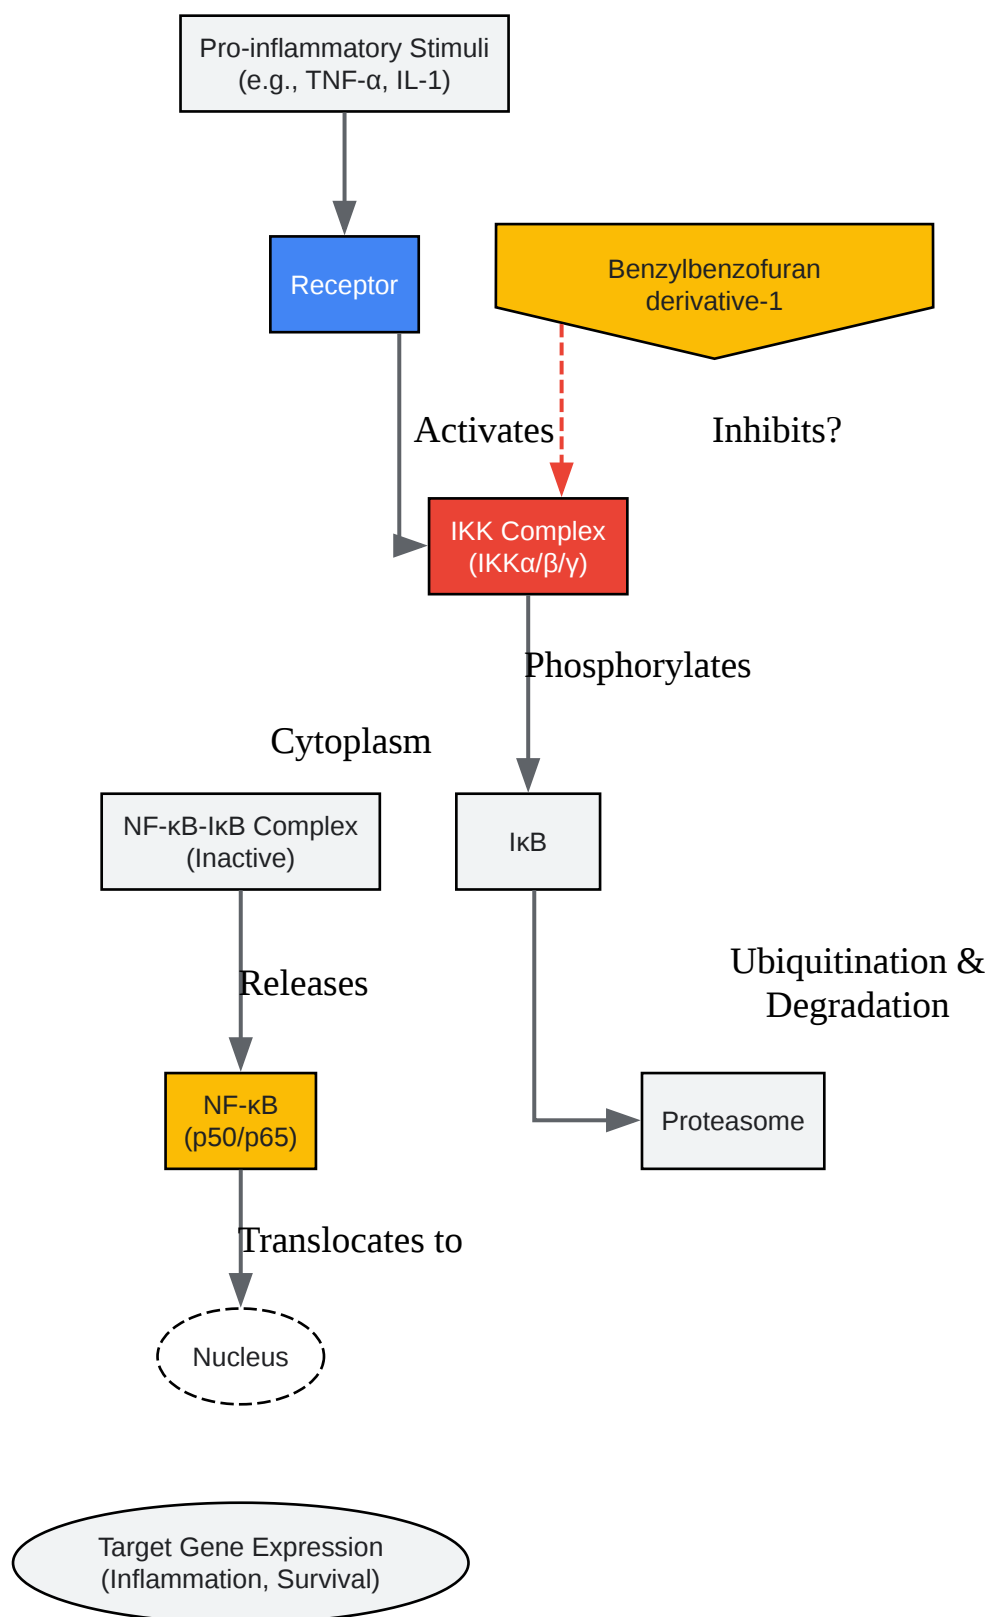 Pro-inflammatory Stimuli
(e.g., TNF-α, IL-1)
Receptor
Benzylbenzofuran
derivative-1
Activates
Inhibits?
IKK Complex
(IKKα/β/γ)
Phosphorylates
Cytoplasm
NF-κB-IκB Complex
(Inactive)
IκB
Releases
Ubiquitination &
Degradation
NF-κB
(p50/p65)
Proteasome
Translocates to
Nucleus
Target Gene Expression
(Inflammation, Survival)